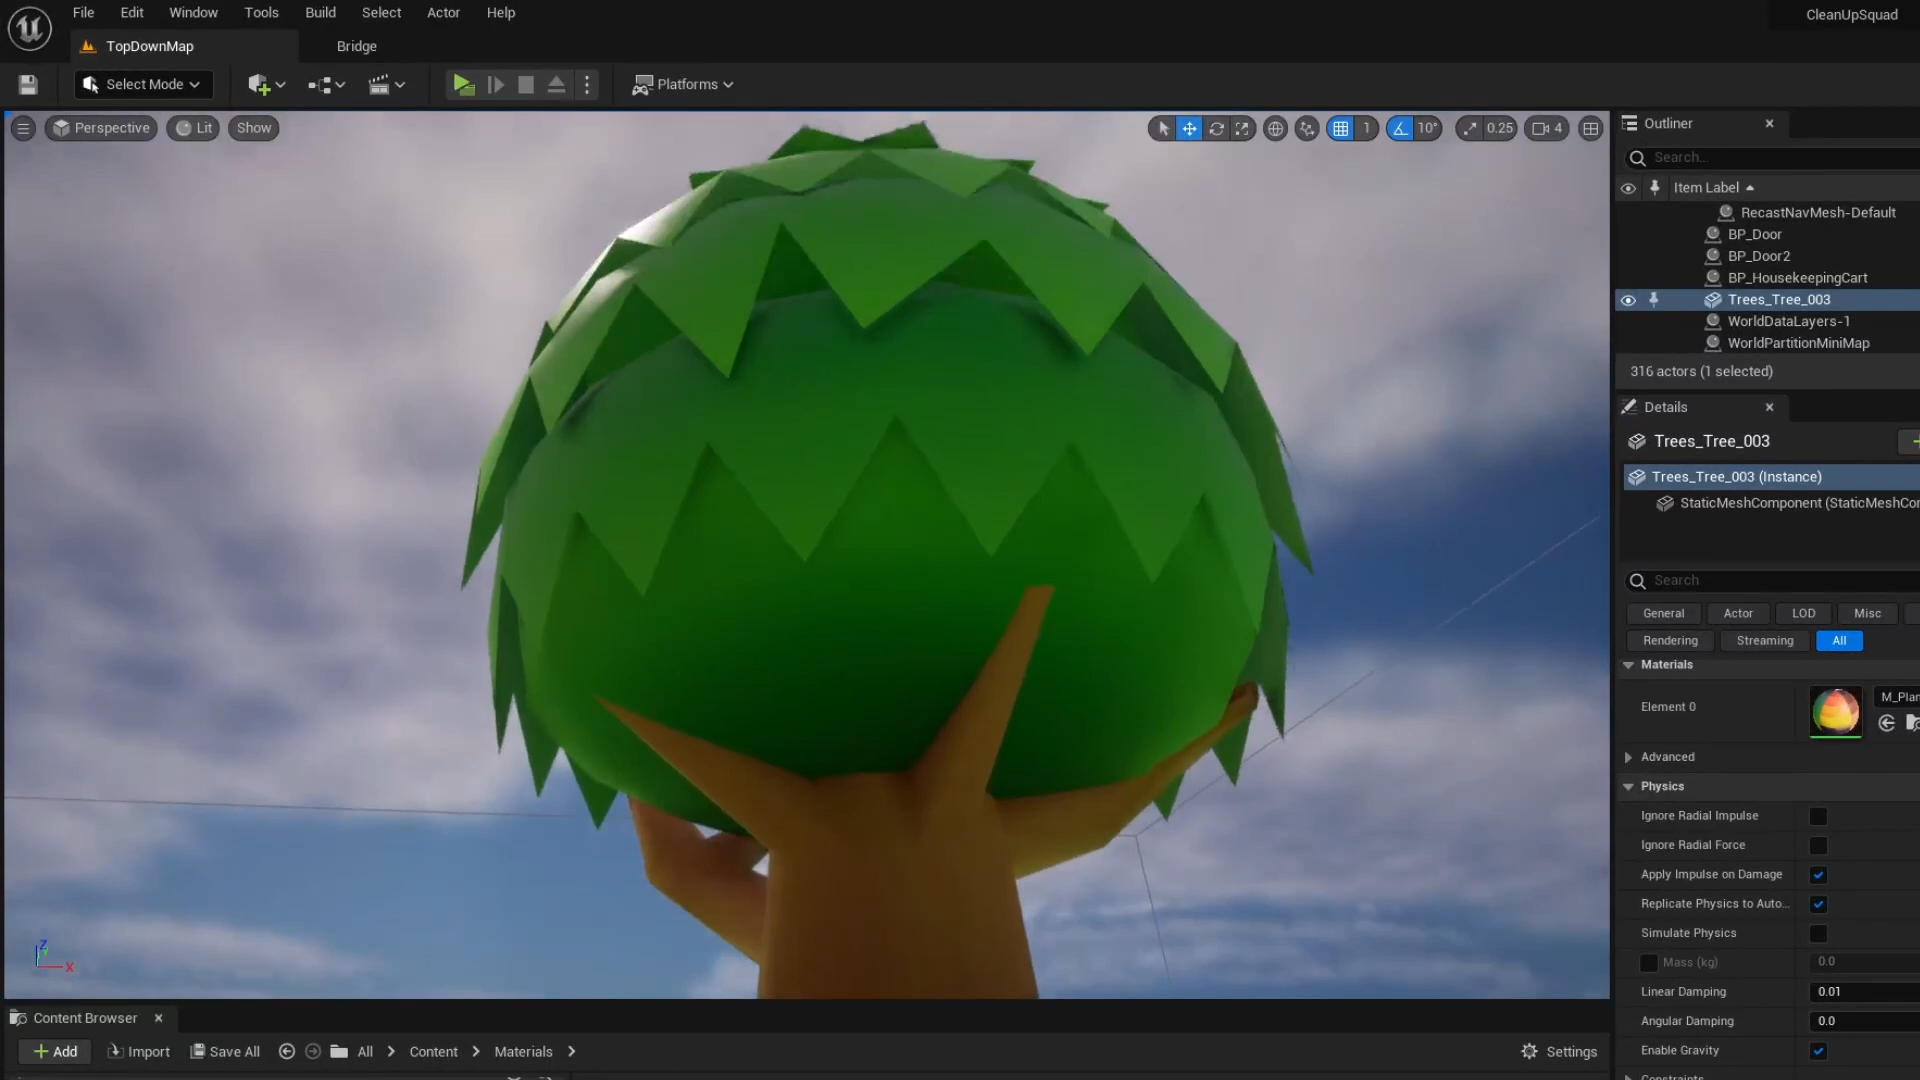 File Edit Window Tools Build Select Actor Help
CleanUpSquad
TopDownMap Bridge
Select Mode Platforms
Perspective Lit Show 1 10° 0.25 4
Outliner
Search...
Item Label
RecastNavMesh-Default
BP_Door
BP_Door2
BP_HousekeepingCart
Trees_Tree_003
WorldDataLayers-1
WorldPartitionMiniMap
316 actors (1 selected)
Details
Trees_Tree_003
Trees_Tree_003 (Instance)
StaticMeshComponent (StaticMeshCo
Search
General Actor LOD Misc
Rendering Streaming All
Materials
Element 0 M_Plan
Advanced
Physics
Ignore Radial Impulse
Ignore Radial Force
Apply Impulse on Damage
Replicate Physics to Auto...
Simulate Physics
Mass (kg) 0.0
Linear Damping 0.01
Angular Damping 0.0
Enable Gravity
Constraints
Z
X
Content Browser
Add Import Save All All Content Materials Settings